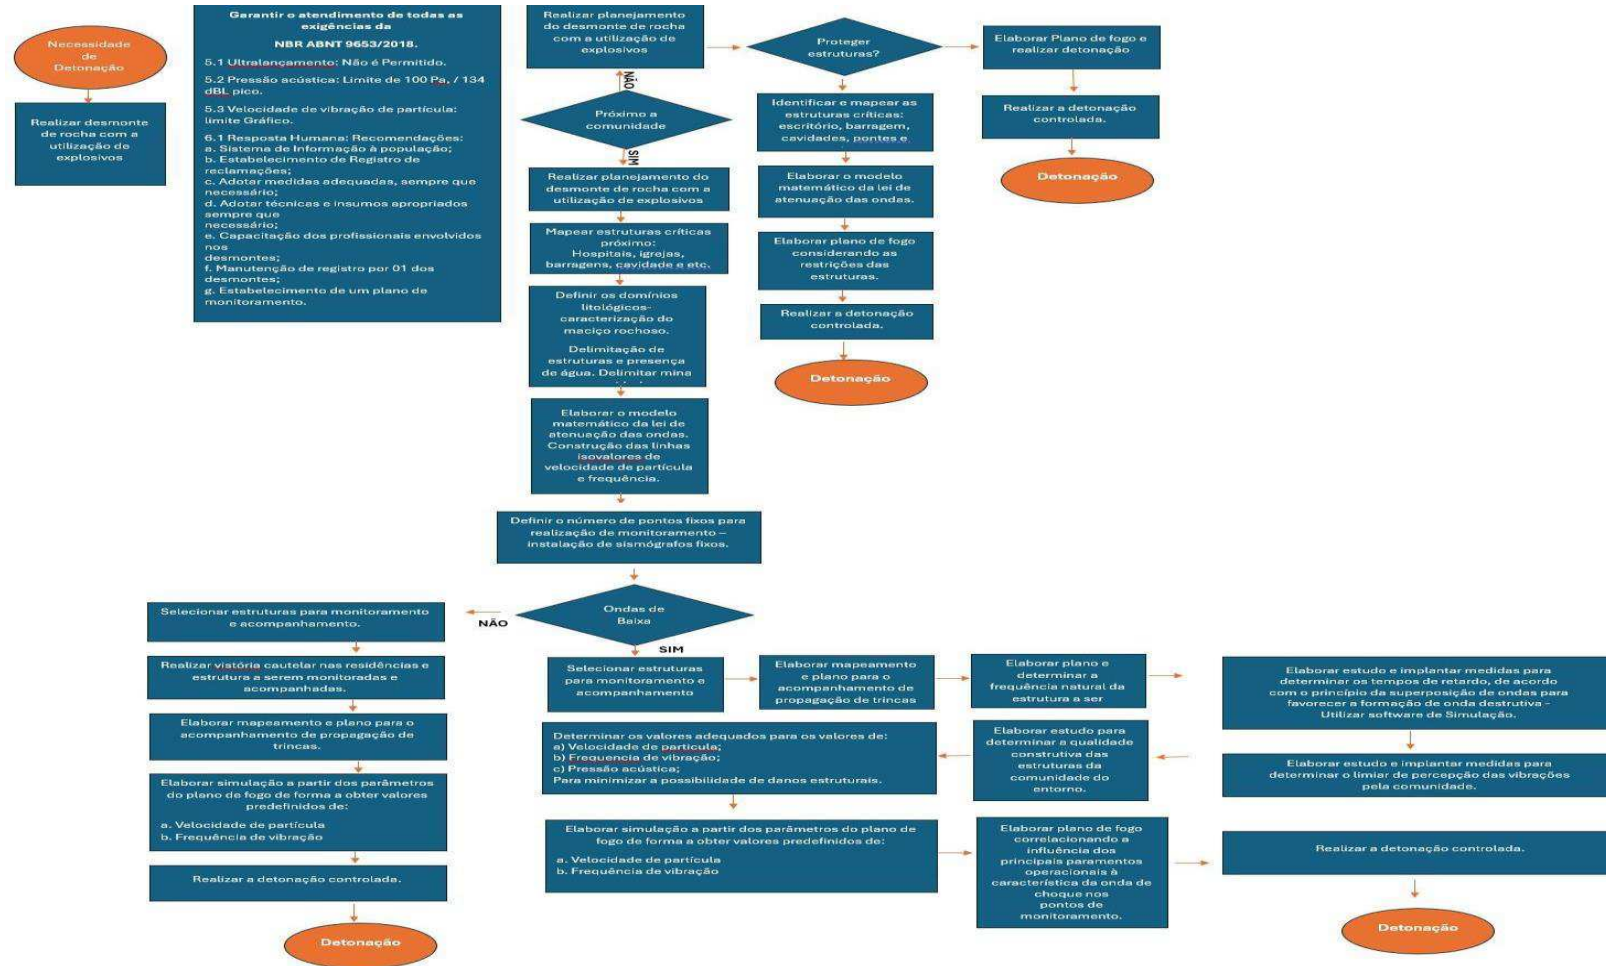 Necessidade
de
Detonação
Realizar desmonte
de rocha com a
utilização de
explosivos
Garantir o atendimento de todas as
exigências da
NBR ABNT 9653/2018.
5.1 Ultralançamento: Não é Permitido.
5.2 Pressão acústica: Limite de 100 Pa, / 134
dBL pico.
5.3 Velocidade de vibração de partícula:
limite Gráfico.
6.1 Resposta Humana: Recomendações:
a. Sistema de Informação à população;
b. Estabelecimento de Registro de
reclamações;
c. Adotar medidas adequadas, sempre que
necessário;
d. Adotar técnicas e insumos apropriados
sempre que
necessário;
e. Capacitação dos profissionais envolvidos
nos
desmontes;
f. Manutenção de registro por 01 dos
desmontes;
g. Estabelecimento de um plano de
monitoramento.
Realizar planejamento
do desmonte de rocha
com a utilização de
explosivos
NÃO
Próximo a
comunidade
SIM
Realizar planejamento do
desmonte de rocha com a
utilização de explosivos
Mapear estruturas críticas
próximo:
Hospitais, igrejas,
barragens, cavidade e etc.
Definir os domínios
litológicos-
caracterização do
maciço rochoso.
Delimitação de
estruturas e presença
de água. Delimitar mina
Elaborar o modelo
matemático da lei de
atenuação das ondas.
Construção das linhas
isovalores de
velocidade de partícula
e frequência.
Definir o número de pontos fixos para
realização de monitoramento –
instalação de sismógrafos fixos.
Proteger
estruturas?
Identificar e mapear as
estruturas críticas:
escritório, barragem,
cavidades, pontes e
Elaborar o modelo
matemático da lei de
atenuação das ondas.
Elaborar plano de fogo
considerando as
restrições das
estruturas.
Realizar a detonação
controlada.
Detonação
Elaborar Plano de fogo e
realizar detonação
Realizar a detonação
controlada.
Detonação
Ondas de
Baixa
NÃO
SIM
Selecionar estruturas para monitoramento
e acompanhamento.
Realizar vistória cautelar nas residências e
estrutura a serem monitoradas e
acompanhadas.
Elaborar mapeamento e plano para o
acompanhamento de propagação de
trincas.
Elaborar simulação a partir dos parâmetros
do plano de fogo de forma a obter valores
predefinidos de:
a. Velocidade de partícula
b. Frequência de vibração
Realizar a detonação controlada.
Detonação
Selecionar estruturas
para monitoramento e
acompanhamento
Elaborar mapeamento
e plano para o
acompanhamento de
propagação de trincas
Elaborar plano e
determinar a
frequência natural da
estrutura a ser
Elaborar estudo e implantar medidas para
determinar os tempos de retardo, de acordo
com o princípio da superposição de ondas para
favorecer a formação de onda destrutiva -
Utilizar software de Simulação.
Elaborar estudo e implantar medidas para
determinar o limiar de percepção das vibrações
pela comunidade.
Elaborar estudo para
determinar a qualidade
construtiva das
estruturas da
comunidade do
entorno.
Determinar os valores adequados para os valores de:
a) Velocidade de partícula;
b) Frequencia de vibração;
c) Pressão acústica;
Para minimizar a possibilidade de danos estruturais.
Elaborar simulação a partir dos parâmetros do plano de
fogo de forma a obter valores predefinidos de:
a. Velocidade de partícula
b. Frequência de vibração
Elaborar plano de fogo
correlacionando a
influência dos
principais paramentos
operacionais à
característica da onda de
choque nos
pontos de
monitoramento.
Realizar a detonação controlada.
Detonação